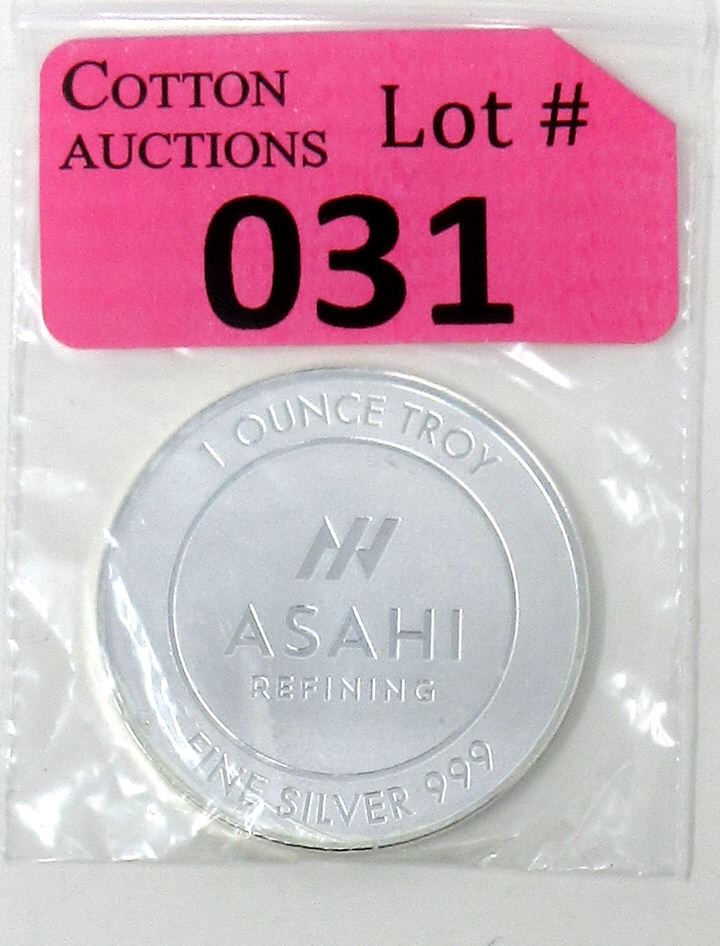 COTTON
AUCTIONS
Lot #
031
1 OUNCE TROY
ASAHI
REFINING
FINE SILVER 999